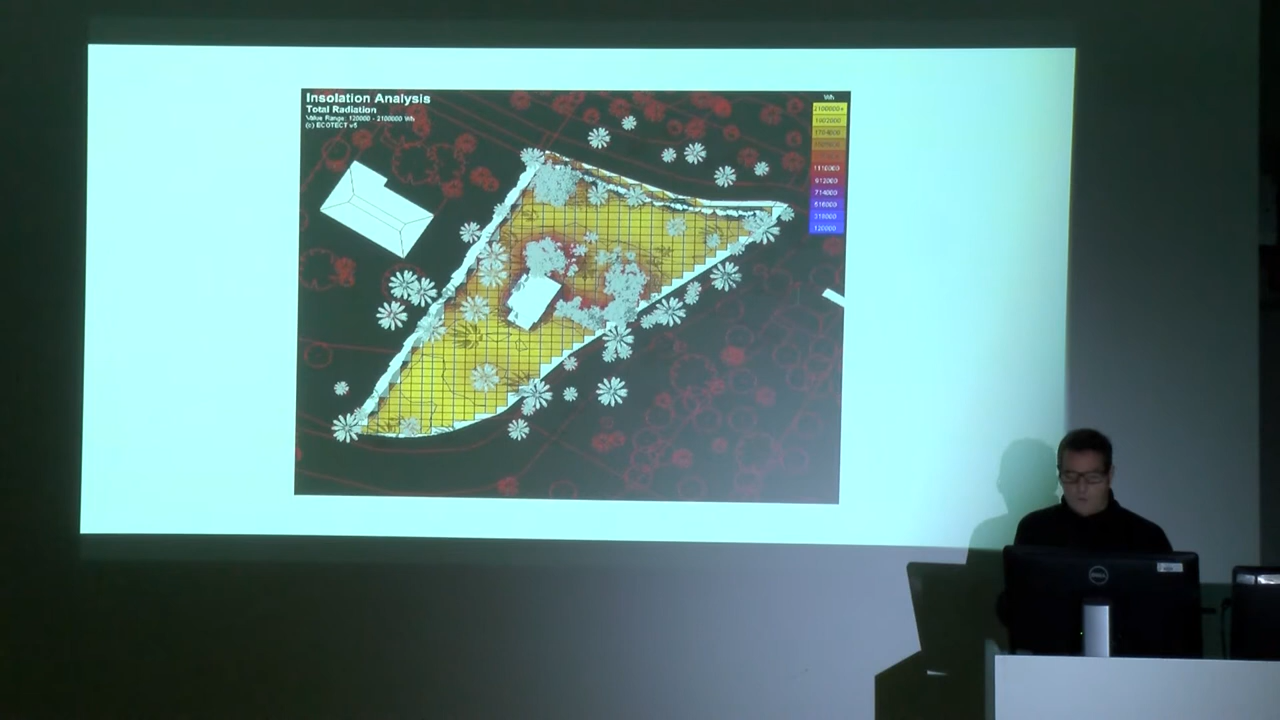 Insolation Analysis
Total Radiation
Value Range: 120000 - 2100000 Wh
(c) ECOTECT v5
Wh
2100000+
1902000
1704000
1110000
912000
714000
516000
318000
120000
DELL